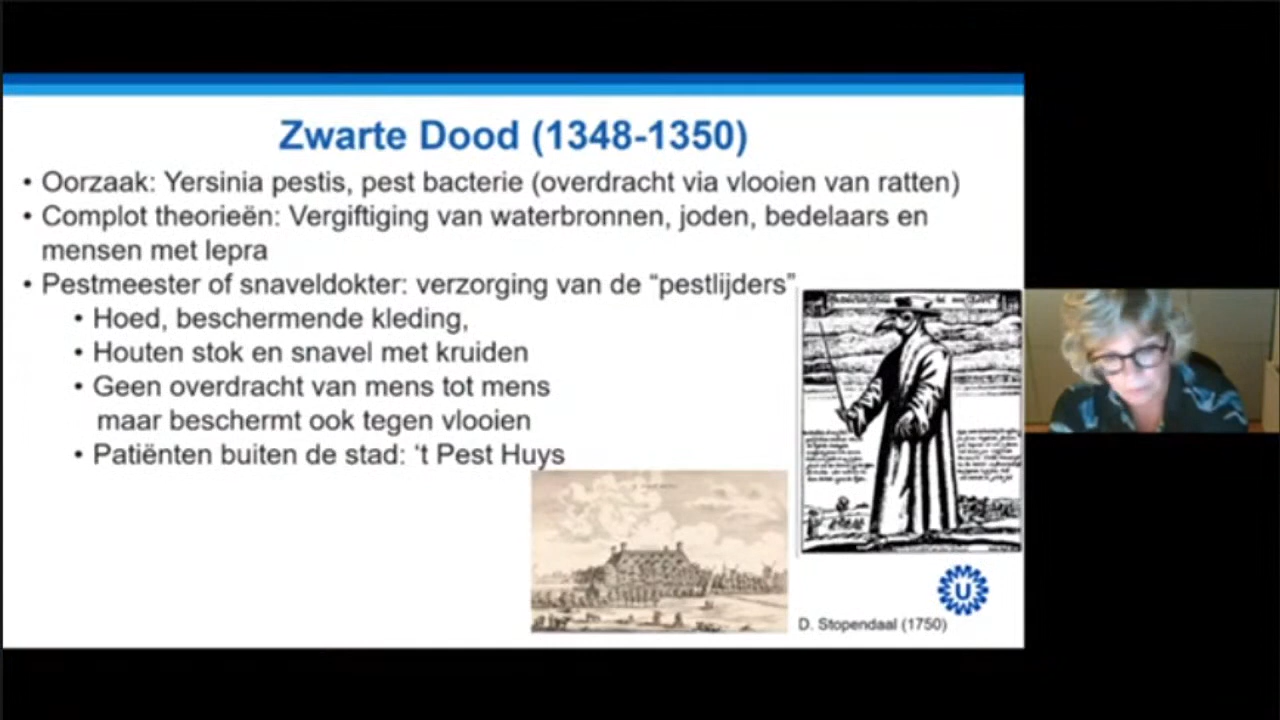 Zwarte Dood (1348-1350)
• Oorzaak: Yersinia pestis, pest bacterie (overdracht via vlooien van ratten)
• Complot theorieën: Vergiftiging van waterbronnen, joden, bedelaars en
mensen met lepra
• Pestmeester of snaveldokter: verzorging van de “pestlijders”
• Hoed, beschermende kleding,
• Houten stok en snavel met kruiden
• Geen overdracht van mens tot mens
maar beschermt ook tegen vlooien
• Patiënten buiten de stad: ‘t Pest Huys
U
D. Stopendaal (1750)